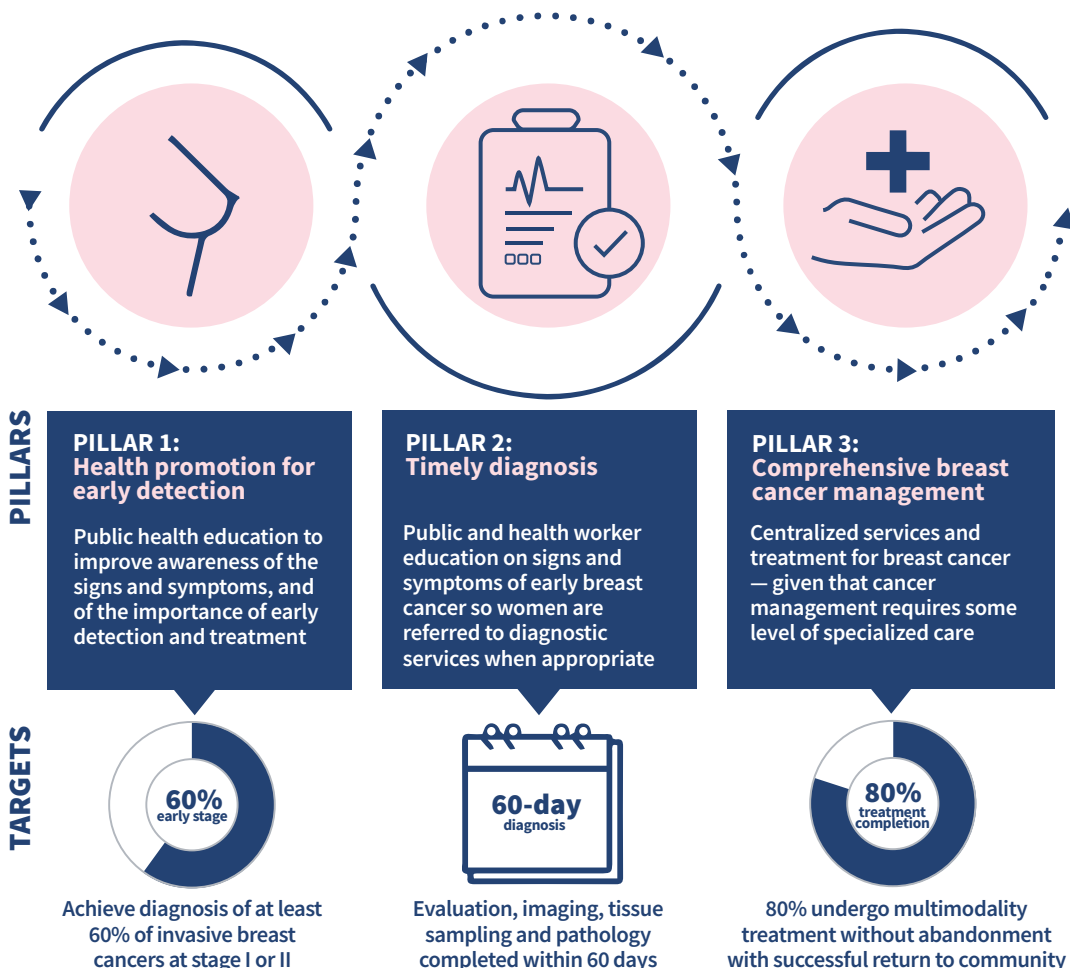 PILLARS
PILLAR 1:
Health promotion for
early detection
Public health education to
improve awareness of the
signs and symptoms, and
of the importance of early
detection and treatment
PILLAR 2:
Timely diagnosis
Public and health worker
education on signs and
symptoms of early breast
cancer so women are
referred to diagnostic
services when appropriate
PILLAR 3:
Comprehensive breast
cancer management
Centralized services and
treatment for breast cancer
— given that cancer
management requires some
level of specialized care
TARGETS
60%
early stage
Achieve diagnosis of at least
60% of invasive breast
cancers at stage I or II
60-day
diagnosis
Evaluation, imaging, tissue
sampling and pathology
completed within 60 days
80%
treatment
completion
80% undergo multimodality
treatment without abandonment
with successful return to community